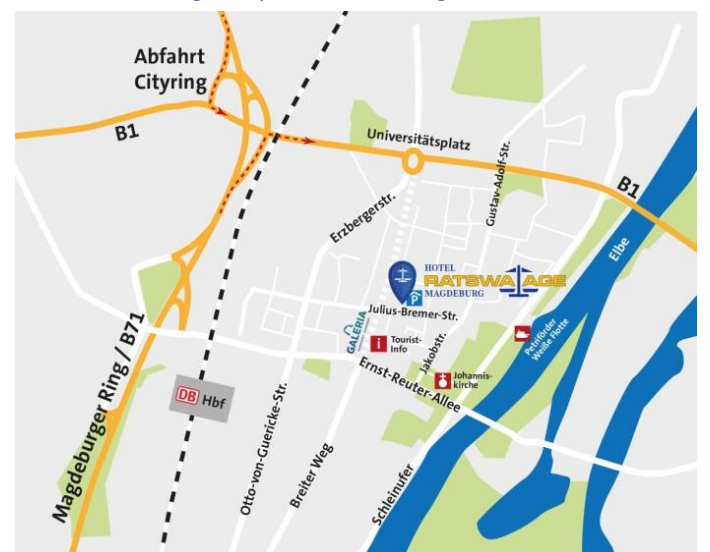 Abfahrt
Cityring
B1
Universitätsplatz
Gustav-Adolf-Str.
B1
Erzbergerstr.
Elbe
HOTEL
RATSWAAGE
MAGDEBURG
P
Julius-Bremer-Str.
GALERIA
i
Tourist-
Info
Jakobstr.
Petriförder
Weiße Flotte
Johannis-
kirche
Ernst-Reuter-Allee
Magdeburger Ring / B71
DB Hbf
Otto-von-Guericke-Str.
Breiter Weg
Schleinufer